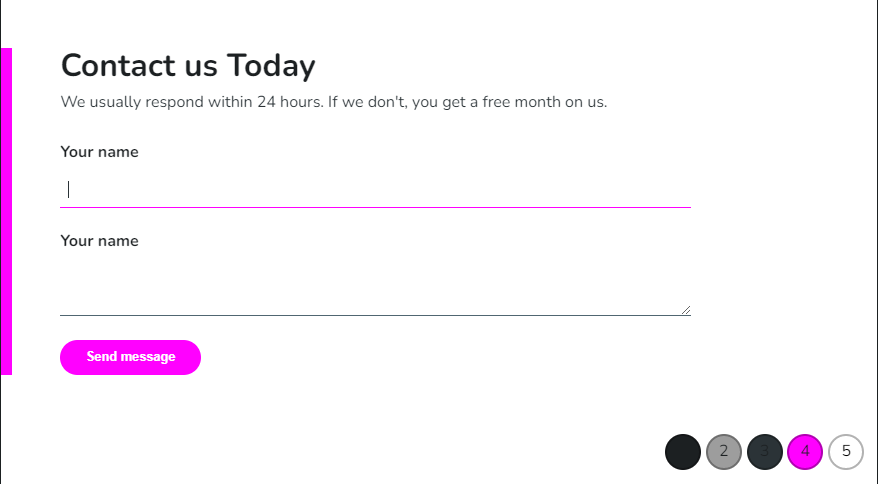 Contact us Today
We usually respond within 24 hours. If we don't, you get a free month on us.
Your name
Your name
Send message
2 3 4 5